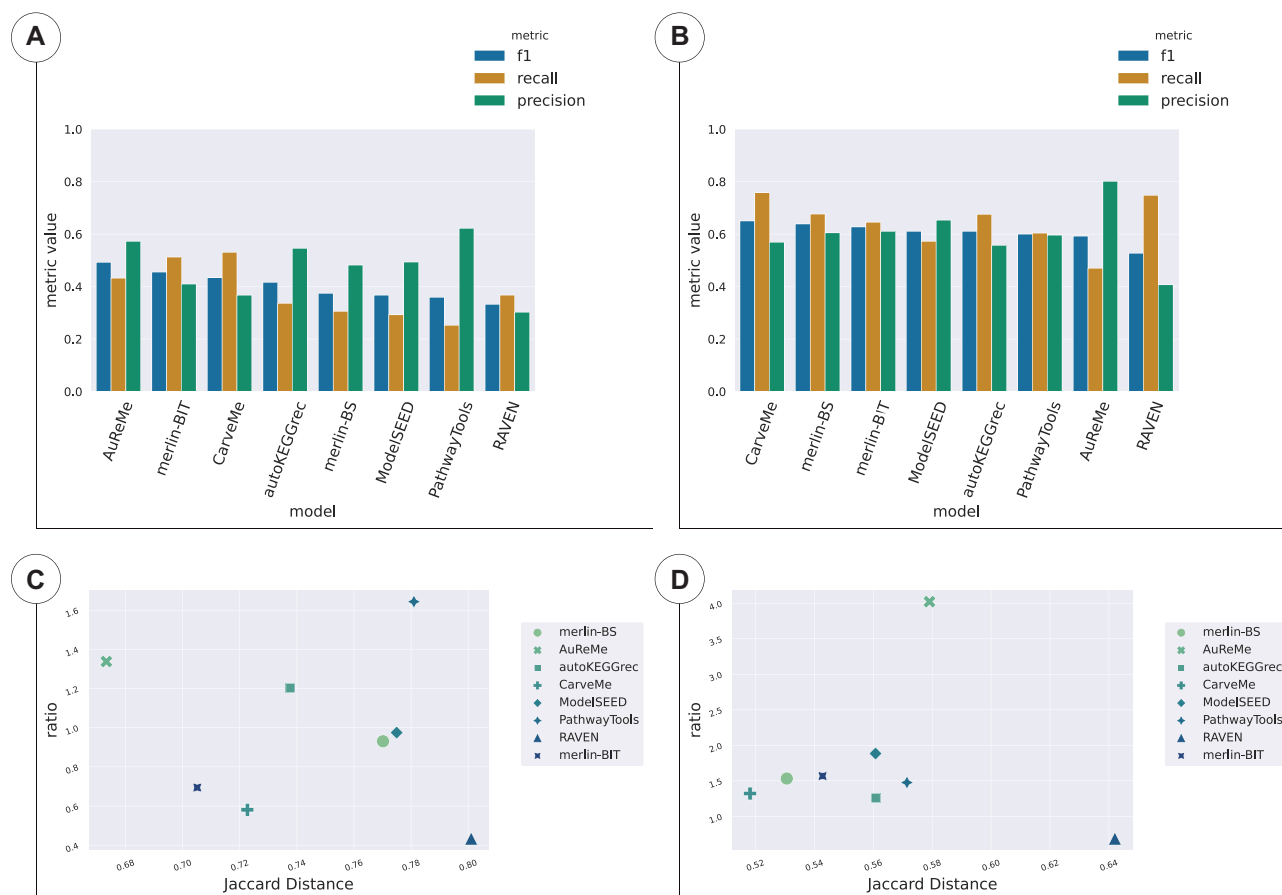 A
metric
f1
recall
precision
1.0
0.8
0.6
0.4
0.2
0.0
metric value
AuReMe
merlin-BIT
CarveMe
autoKEGGrec
merlin-BS
ModelSEED
PathwayTools
RAVEN
model
B
metric
f1
recall
precision
1.0
0.8
0.6
0.4
0.2
0.0
metric value
CarveMe
merlin-BS
merlin-BIT
ModelSEED
autoKEGGrec
PathwayTools
AuReMe
RAVEN
model
C
1.6
1.4
1.2
1.0
0.8
0.6
0.4
ratio
0.68
0.70
0.72
0.74
0.76
0.78
0.80
Jaccard Distance
merlin-BS
AuReMe
autoKEGGrec
CarveMe
ModelSEED
PathwayTools
RAVEN
merlin-BIT
D
4.0
3.5
3.0
2.5
2.0
1.5
1.0
ratio
0.52
0.54
0.56
0.58
0.60
0.62
0.64
Jaccard Distance
merlin-BS
AuReMe
autoKEGGrec
CarveMe
ModelSEED
PathwayTools
RAVEN
merlin-BIT